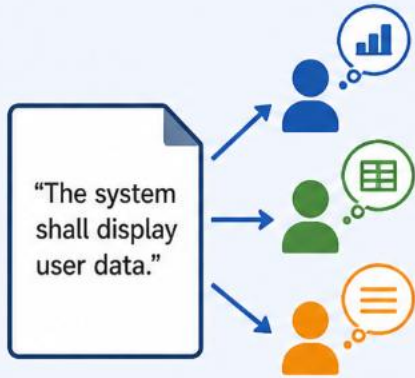 “The system
shall display
user data.”